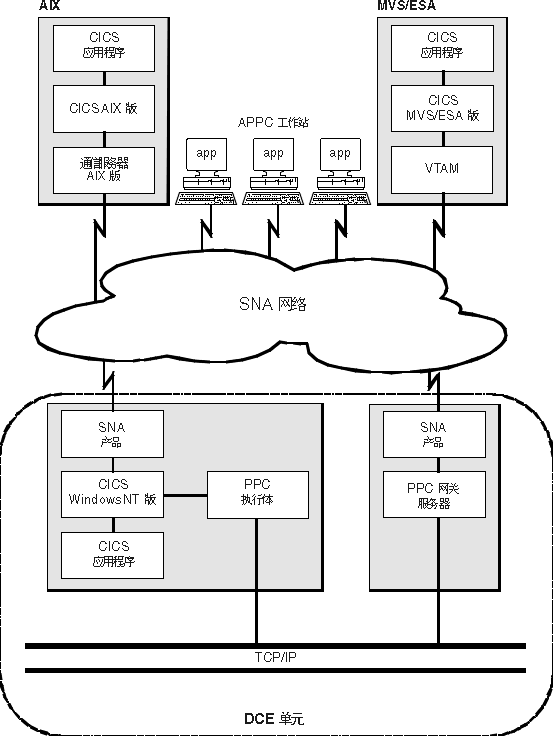 AIX
MVS/ESA
CICS
应用程序
CICS AIX 版
通信服务器
AIX 版
APPC 工作站
app
app
app
CICS
应用程序
CICS
MVS/ESA 版
VTAM
SNA 网络
SNA
产品
CICS
WindowsNT 版
CICS
应用程序
PPC
执行体
SNA
产品
PPC 网关
服务器
TCP/IP
DCE 单元